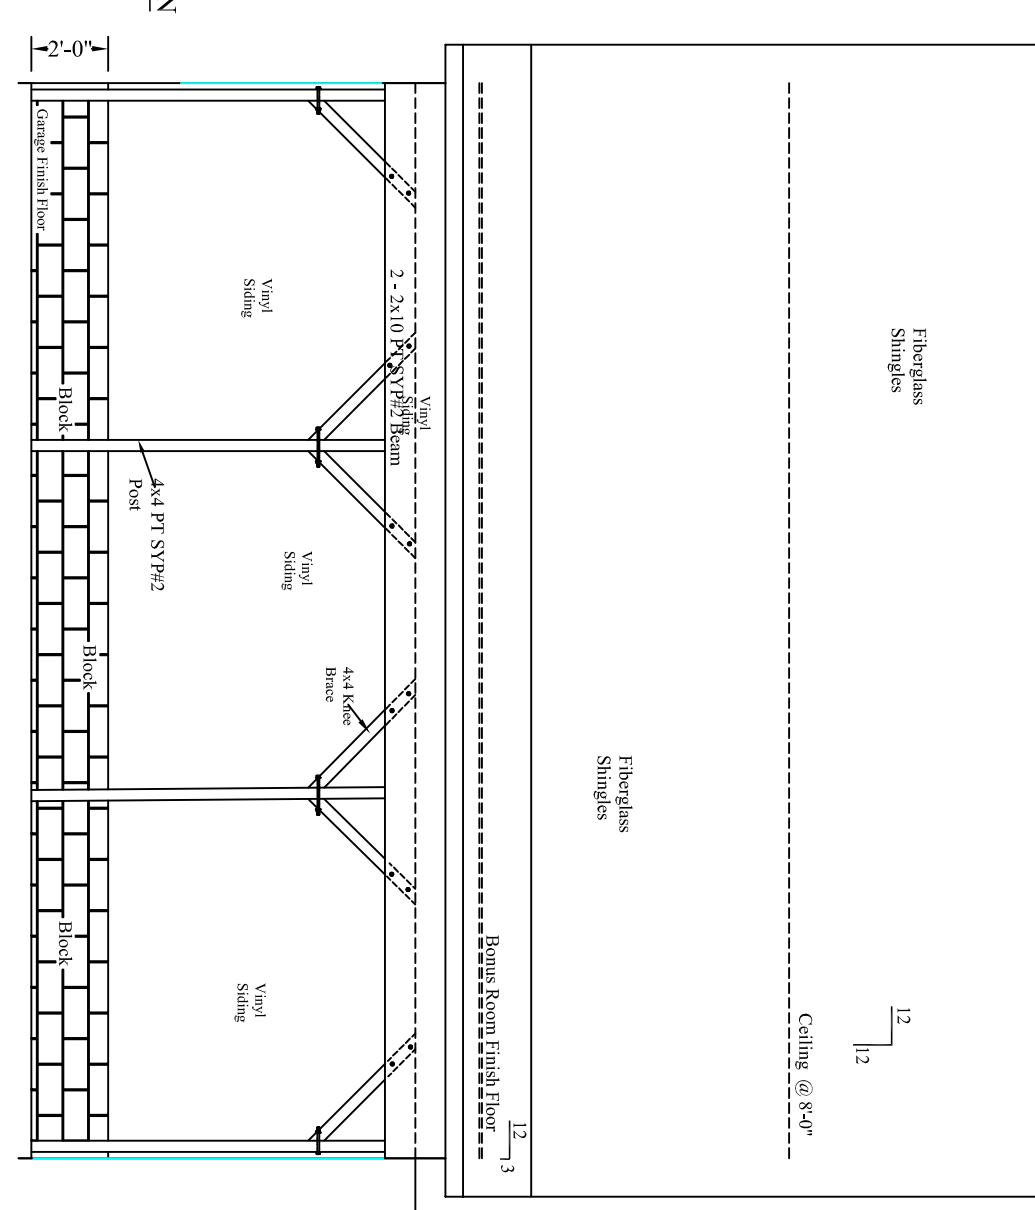 N
2'-0"
Garage Finish Floor
Block
Block
Block
Vinyl
Siding
4x4 PT SYP#2
Post
Vinyl
Siding
4x4 Knee
Brace
Vinyl
Siding
2 - 2x10 PT SYP#2 Beam
Vinyl
Siding
Bonus Room Finish Floor
12
3
Fiberglass
Shingles
Fiberglass
Shingles
Ceiling @ 8'-0"
12
12